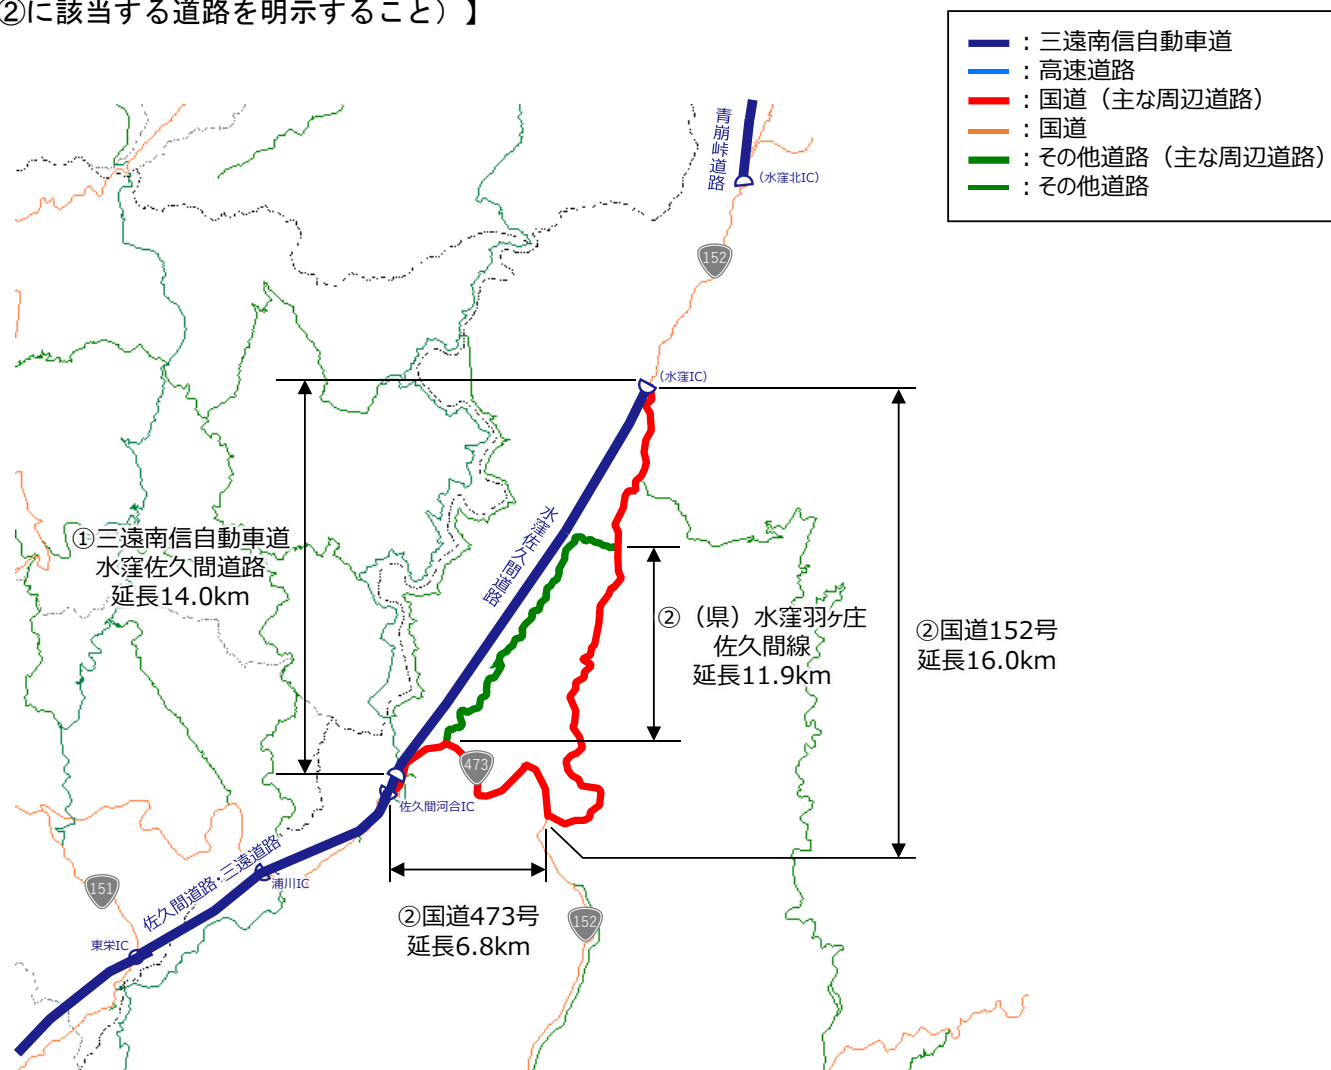 ②に該当する道路を明示すること）】
：三遠南信自動車道
：高速道路
：国道（主な周辺道路）
：国道
：その他道路（主な周辺道路）
：その他道路
青崩峠道路
（水窪北IC）
152
（水窪IC）
①三遠南信自動車道
水窪佐久間道路
延長14.0km
水窪佐久間道路
②（県）水窪羽ヶ庄
佐久間線
延長11.9km
②国道152号
延長16.0km
473
佐久間河合IC
佐久間道路・三遠道路
浦川IC
151
東栄IC
②国道473号
延長6.8km
152